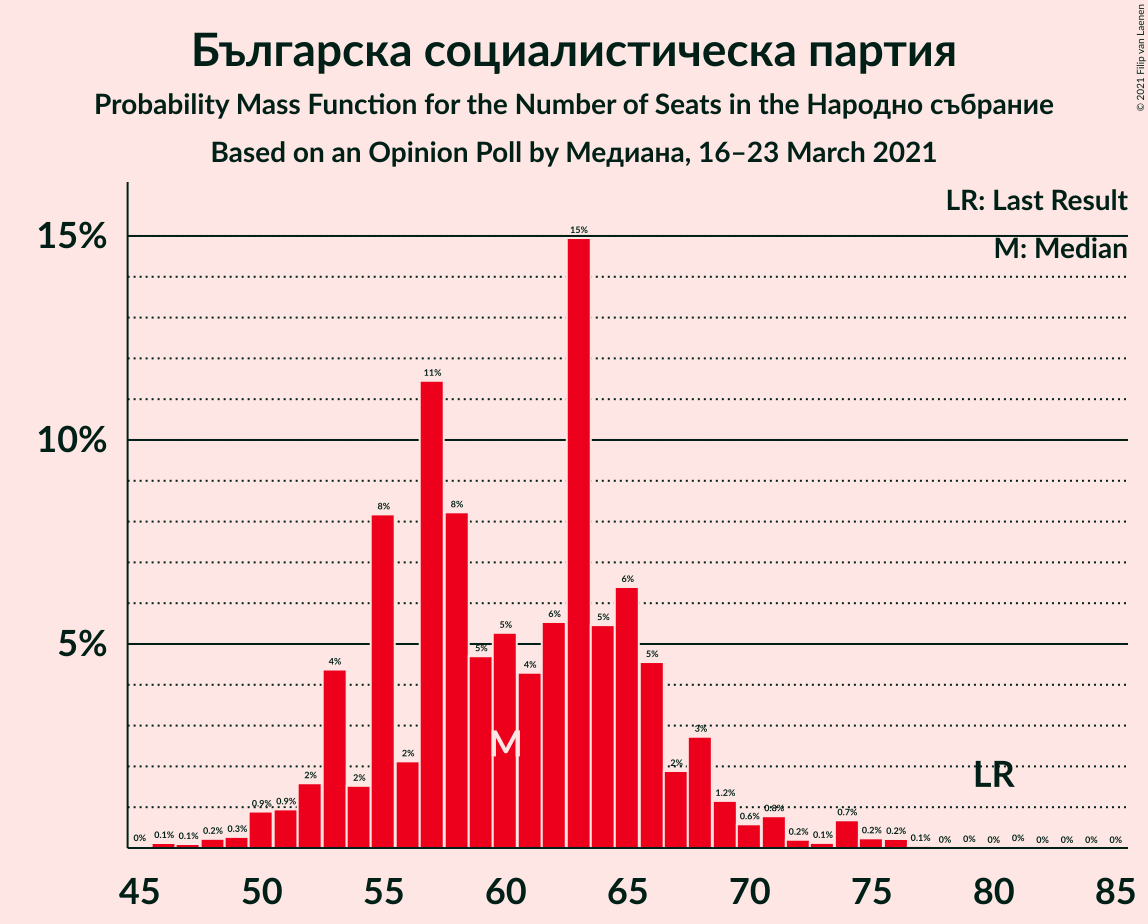 Българска социалистическа партия
Probability Mass Function for the Number of Seats in the Народно събрание
Based on an Opinion Poll by Медиана, 16–23 March 2021
© 2021 Filip van Laenen
LR: Last Result
M: Median
15%
10%
5%
0% 0.1% 0.1% 0.2% 0.3% 0.9% 0.9% 2% 4% 2% 8% 2% 11% 8% 5% 5% 4% 6% 15% 5% 6% 5% 2% 3% 1.2% 0.6% 0.8% 0.2% 0.1% 0.7% 0.2% 0.2% 0.1% 0% 0% 0% 0% 0% 0% 0% 0%
M
LR
45 50 55 60 65 70 75 80 85